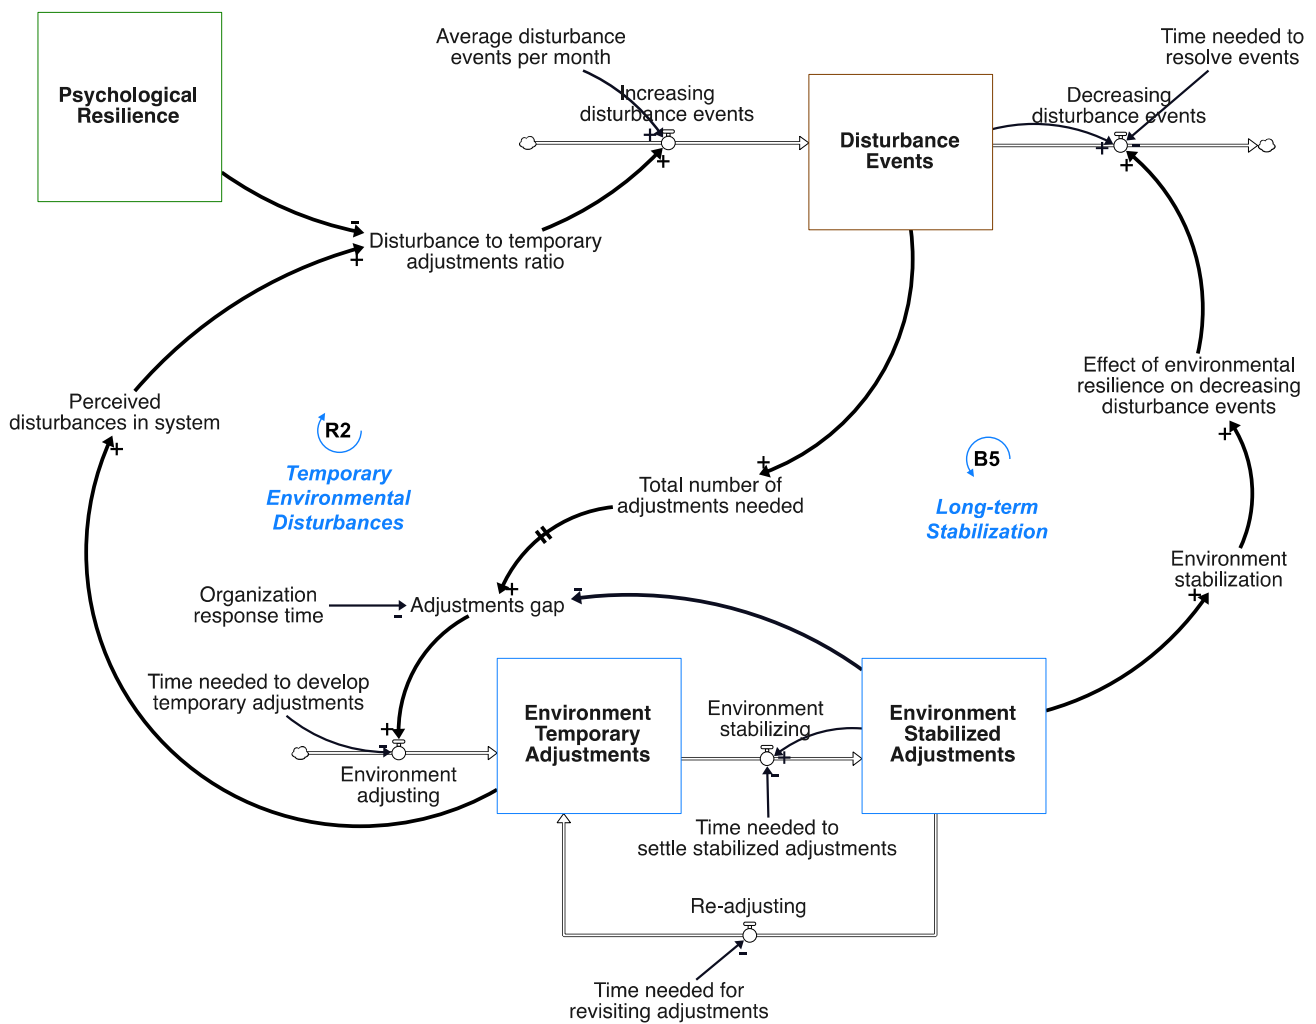 Psychological
Resilience
Average disturbance
events per month
Increasing
disturbance events
Disturbance
Events
Decreasing
disturbance events
Time needed to
resolve events
+
+
+
-
+
-
Disturbance to temporary
adjustments ratio
+
Perceived
disturbances in system
+
R2
Temporary
Environmental
Disturbances
Effect of environmental
resilience on decreasing
disturbance events
+
B5
Long-term
Stabilization
+
Total number of
adjustments needed
Environment
stabilization
+
Organization
response time
-
Adjustments gap
+
-
Time needed to develop
temporary adjustments
+
-
Environment
adjusting
Environment
Temporary
Adjustments
Environment
stabilizing
+
-
Environment
Stabilized
Adjustments
Time needed to
settle stabilized adjustments
Re-adjusting
-
Time needed for
revisiting adjustments